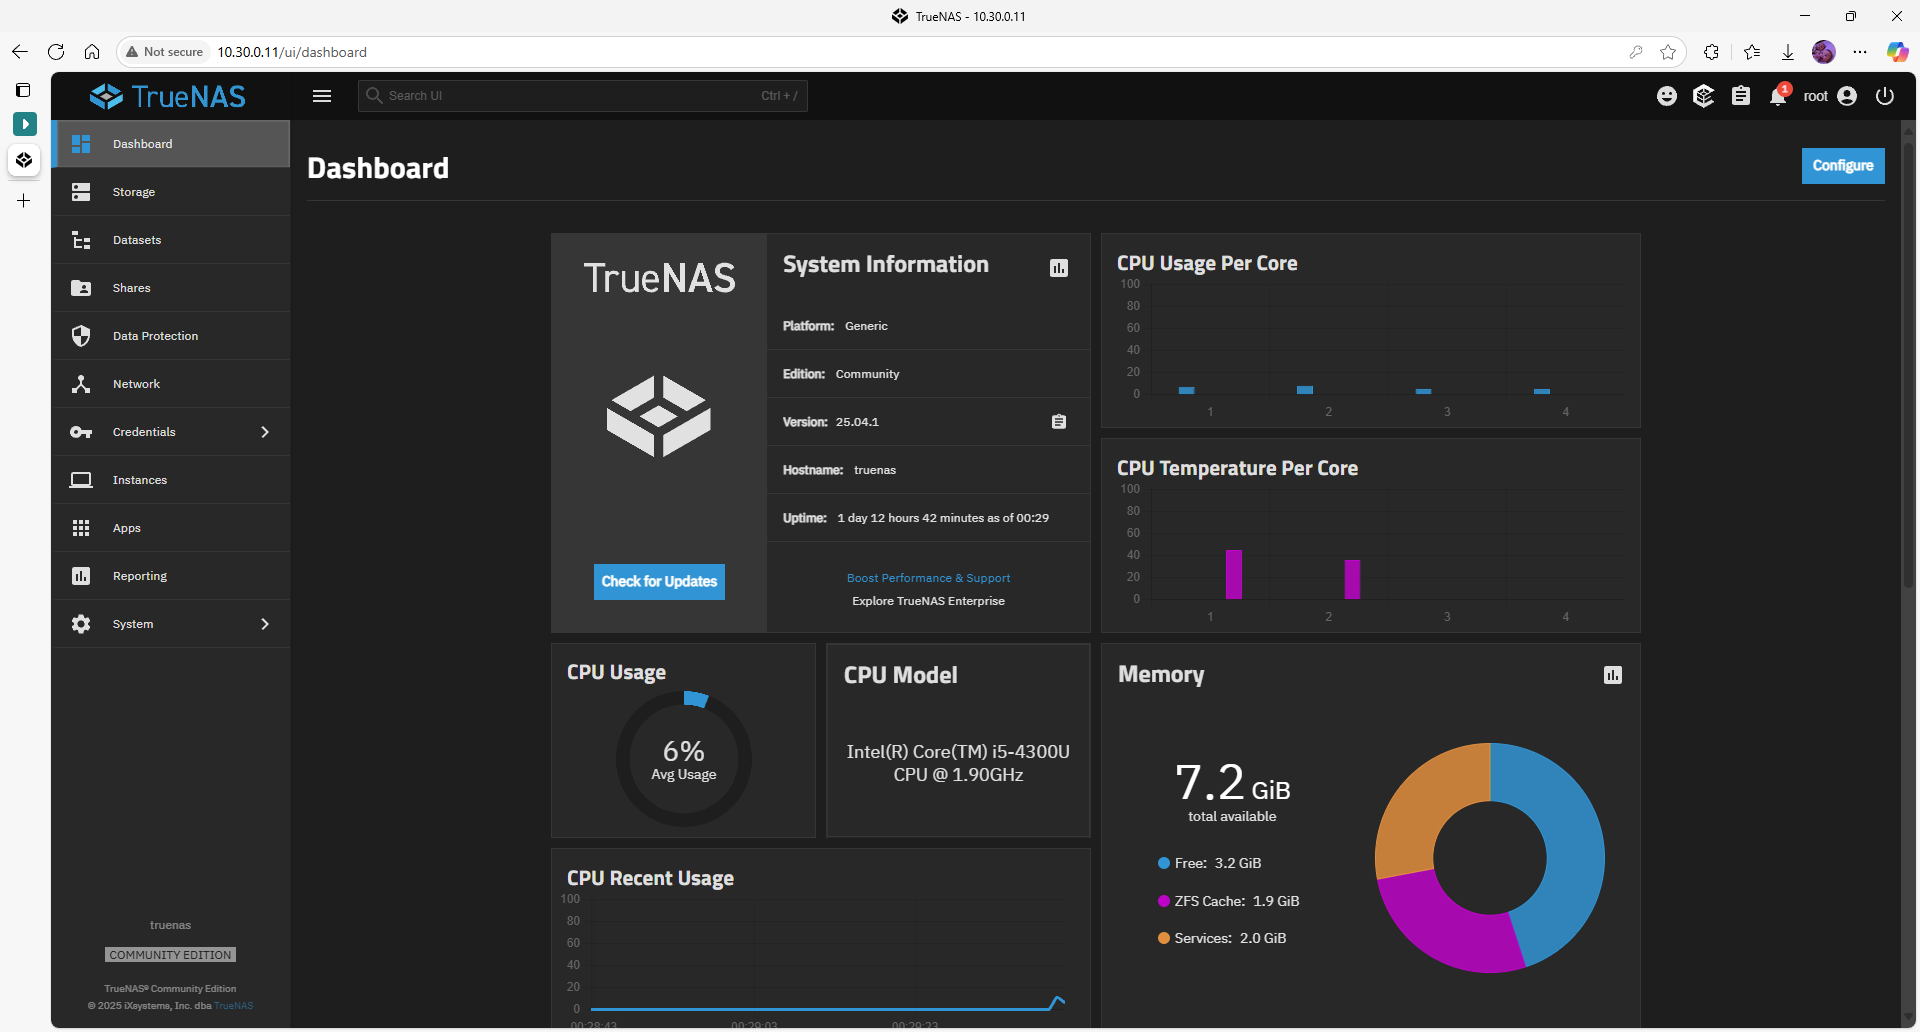 TrueNAS - 10.30.0.11
Not secure 10.30.0.11/ui/dashboard
TrueNAS
Search UI Ctrl + /
1
root
Dashboard
Storage
Datasets
Shares
Data Protection
Network
Credentials
Instances
Apps
Reporting
System
truenas
COMMUNITY EDITION
TrueNAS® Community Edition
© 2025 iXsystems, Inc. dba TrueNAS
Dashboard
Configure
TrueNAS
Check for Updates
System Information
Platform: Generic
Edition: Community
Version: 25.04.1
Hostname: truenas
Uptime: 1 day 12 hours 42 minutes as of 00:29
Boost Performance & Support
Explore TrueNAS Enterprise
CPU Usage Per Core
100
80
60
40
20
0
1 2 3 4
CPU Temperature Per Core
100
80
60
40
20
0
1 2 3 4
CPU Usage
6%
Avg Usage
CPU Model
Intel(R) Core(TM) i5-4300U
CPU @ 1.90GHz
Memory
7.2 GiB
total available
Free: 3.2 GiB
ZFS Cache: 1.9 GiB
Services: 2.0 GiB
CPU Recent Usage
100
80
60
40
20
0
00:28:43 00:29:03 00:29:23